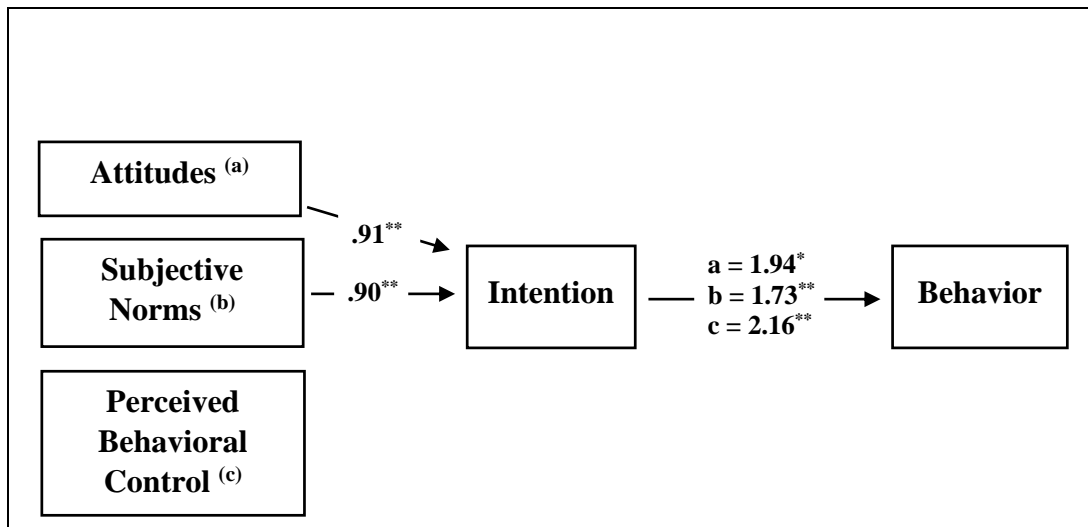 Attitudes (a)
.91**
Subjective
Norms (b)
.90**
Intention
a = 1.94*
b = 1.73**
c = 2.16**
Behavior
Perceived
Behavioral
Control (c)